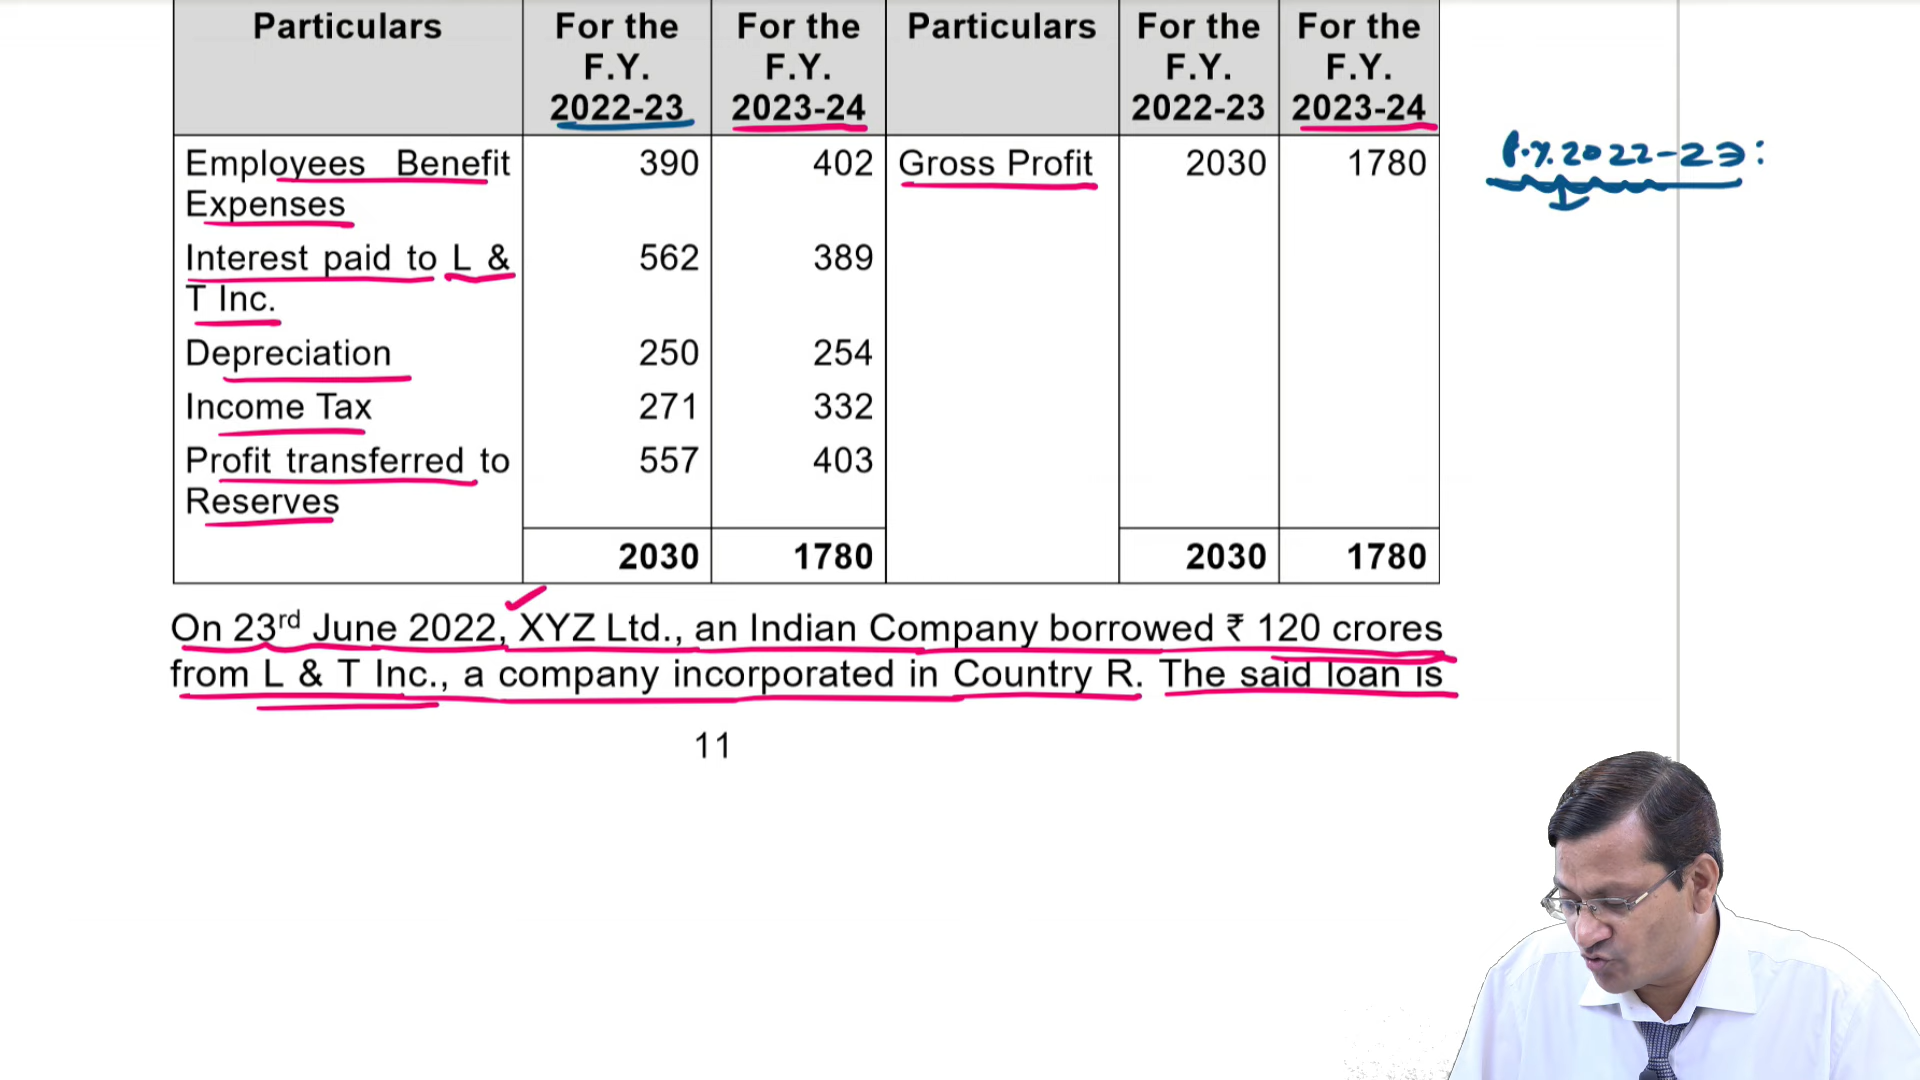 Particulars For the F.Y. 2022-23 For the F.Y. 2023-24 Particulars For the F.Y. 2022-23 For the F.Y. 2023-24
Employees Benefit Expenses 390 402 Gross Profit 2030 1780
Interest paid to L & T Inc. 562 389
Depreciation 250 254
Income Tax 271 332
Profit transferred to Reserves 557 403
2030 1780 2030 1780
P.Y. 2022-23:
On 23rd June 2022, XYZ Ltd., an Indian Company borrowed ₹ 120 crores
from L & T Inc., a company incorporated in Country R. The said loan is
11